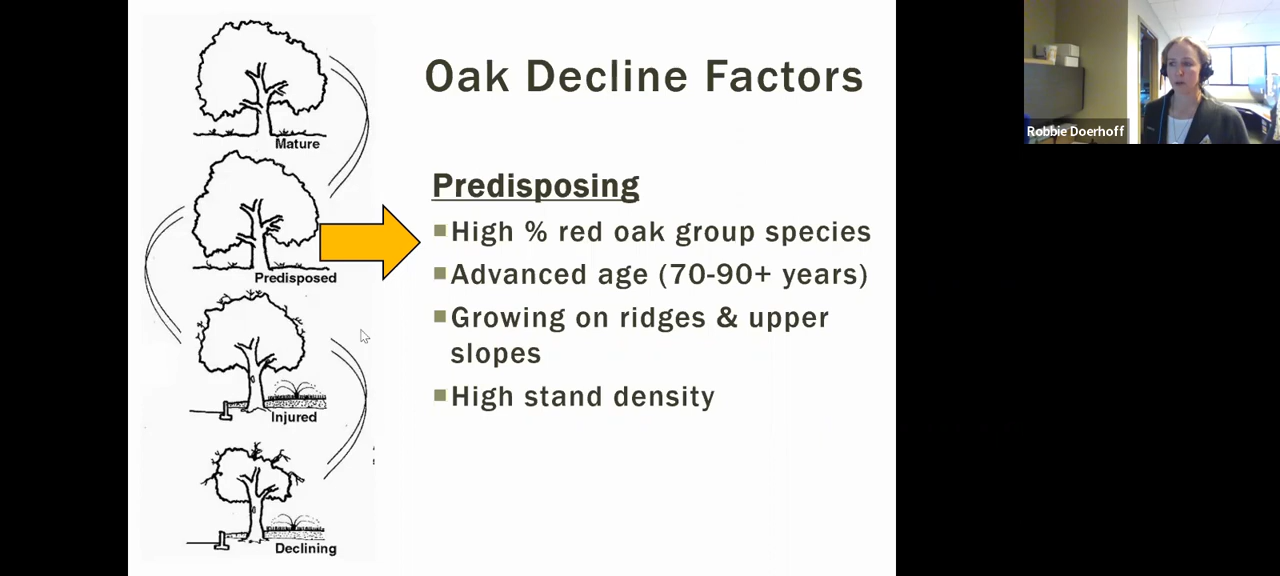 Oak Decline Factors
Mature
Predisposed
Injured
Declining
Predisposing
High % red oak group species
Advanced age (70-90+ years)
Growing on ridges & upper
slopes
High stand density
Robbie Doerhoff